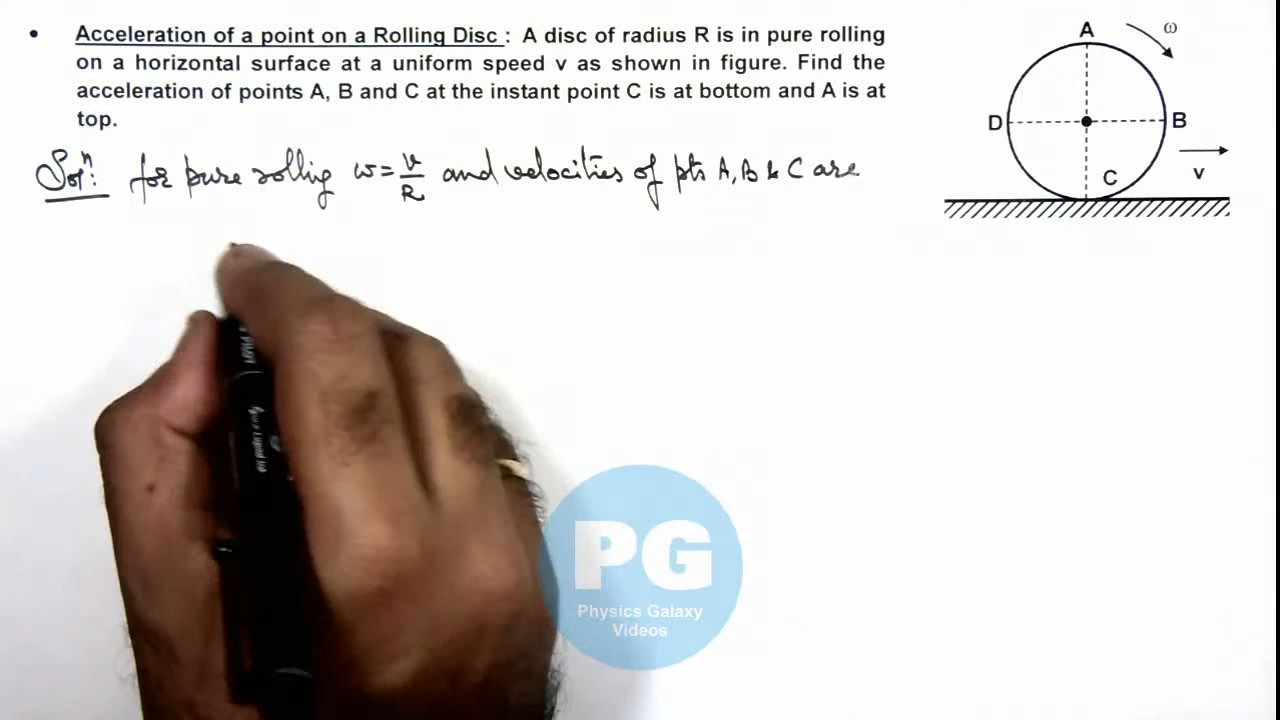 • Acceleration of a point on a Rolling Disc : A disc of radius R is in pure rolling
on a horizontal surface at a uniform speed v as shown in figure. Find the
acceleration of points A, B and C at the instant point C is at bottom and A is at
top.
A
ω
D
B
C
v
Solⁿ: for pure rolling ω = v/R and velocities of pts A, B & C are
PG
Physics Galaxy
Videos